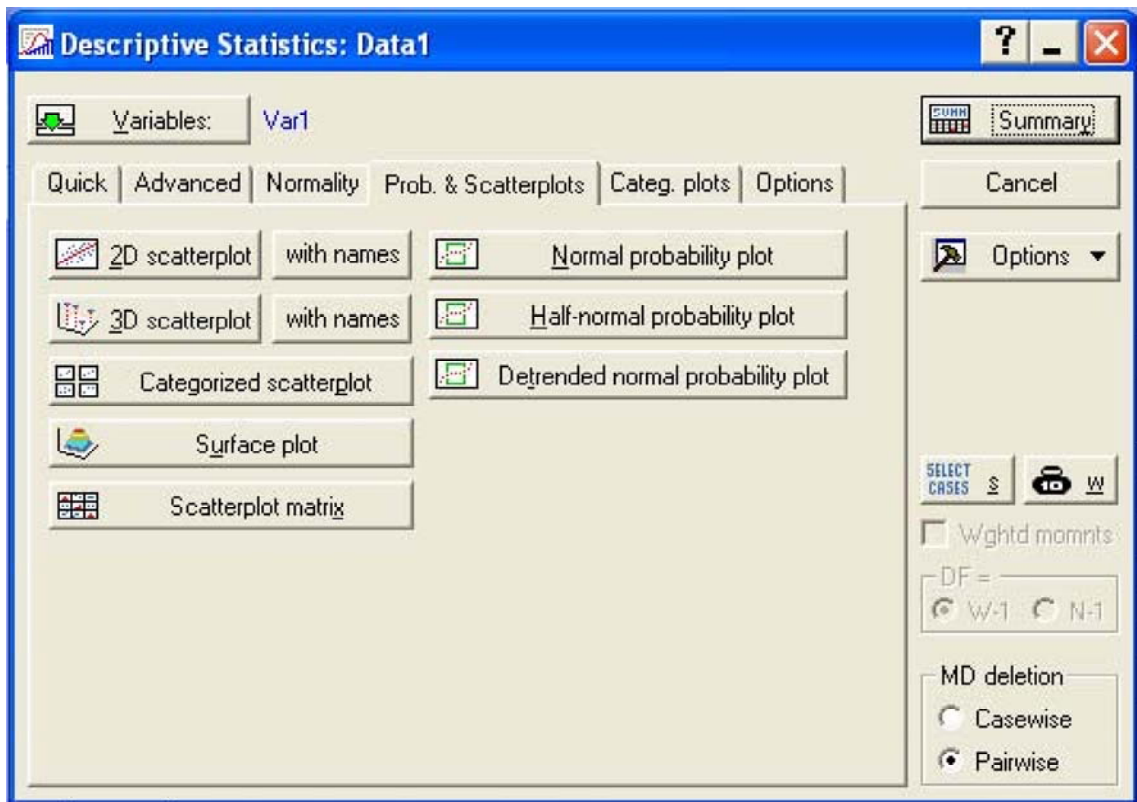 Descriptive Statistics: Data1
Variables: Var1
Summary
Quick Advanced Normality Prob. & Scatterplots Categ. plots Options
Cancel
2D scatterplot with names Normal probability plot
Options
3D scatterplot with names Half-normal probability plot
Categorized scatterplot Detrended normal probability plot
Surface plot
Scatterplot matrix
SELECT CASES S W
Wghtd momnts
DF =
W-1 N-1
MD deletion
Casewise
Pairwise